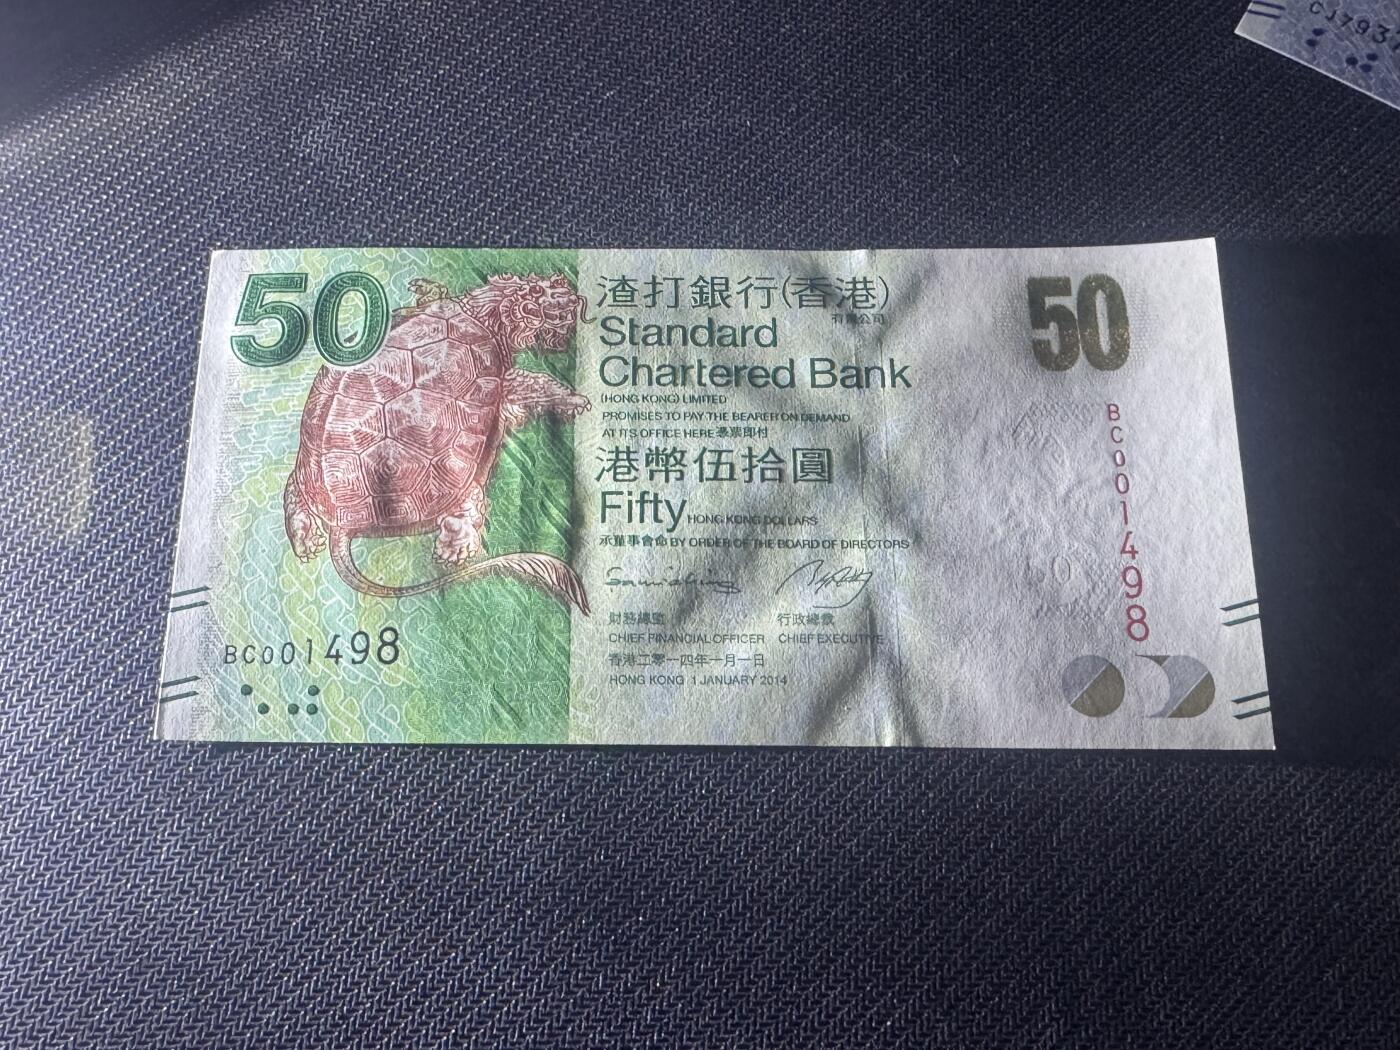 CJ793
50
渣打銀行(香港)
有限公司
50
Standard
Chartered Bank
(HONG KONG) LIMITED
PROMISES TO PAY THE BEARER ON DEMAND
AT ITS OFFICE HERE 憑票即付
港幣伍拾圓
Fifty HONG KONG DOLLARS
承董事會命 BY ORDER OF THE BOARD OF DIRECTORS
財務總監 行政總裁
CHIEF FINANCIAL OFFICER CHIEF EXECUTIVE
香港二零一四年一月一日
HONG KONG 1 JANUARY 2014
BC001498
BC001498